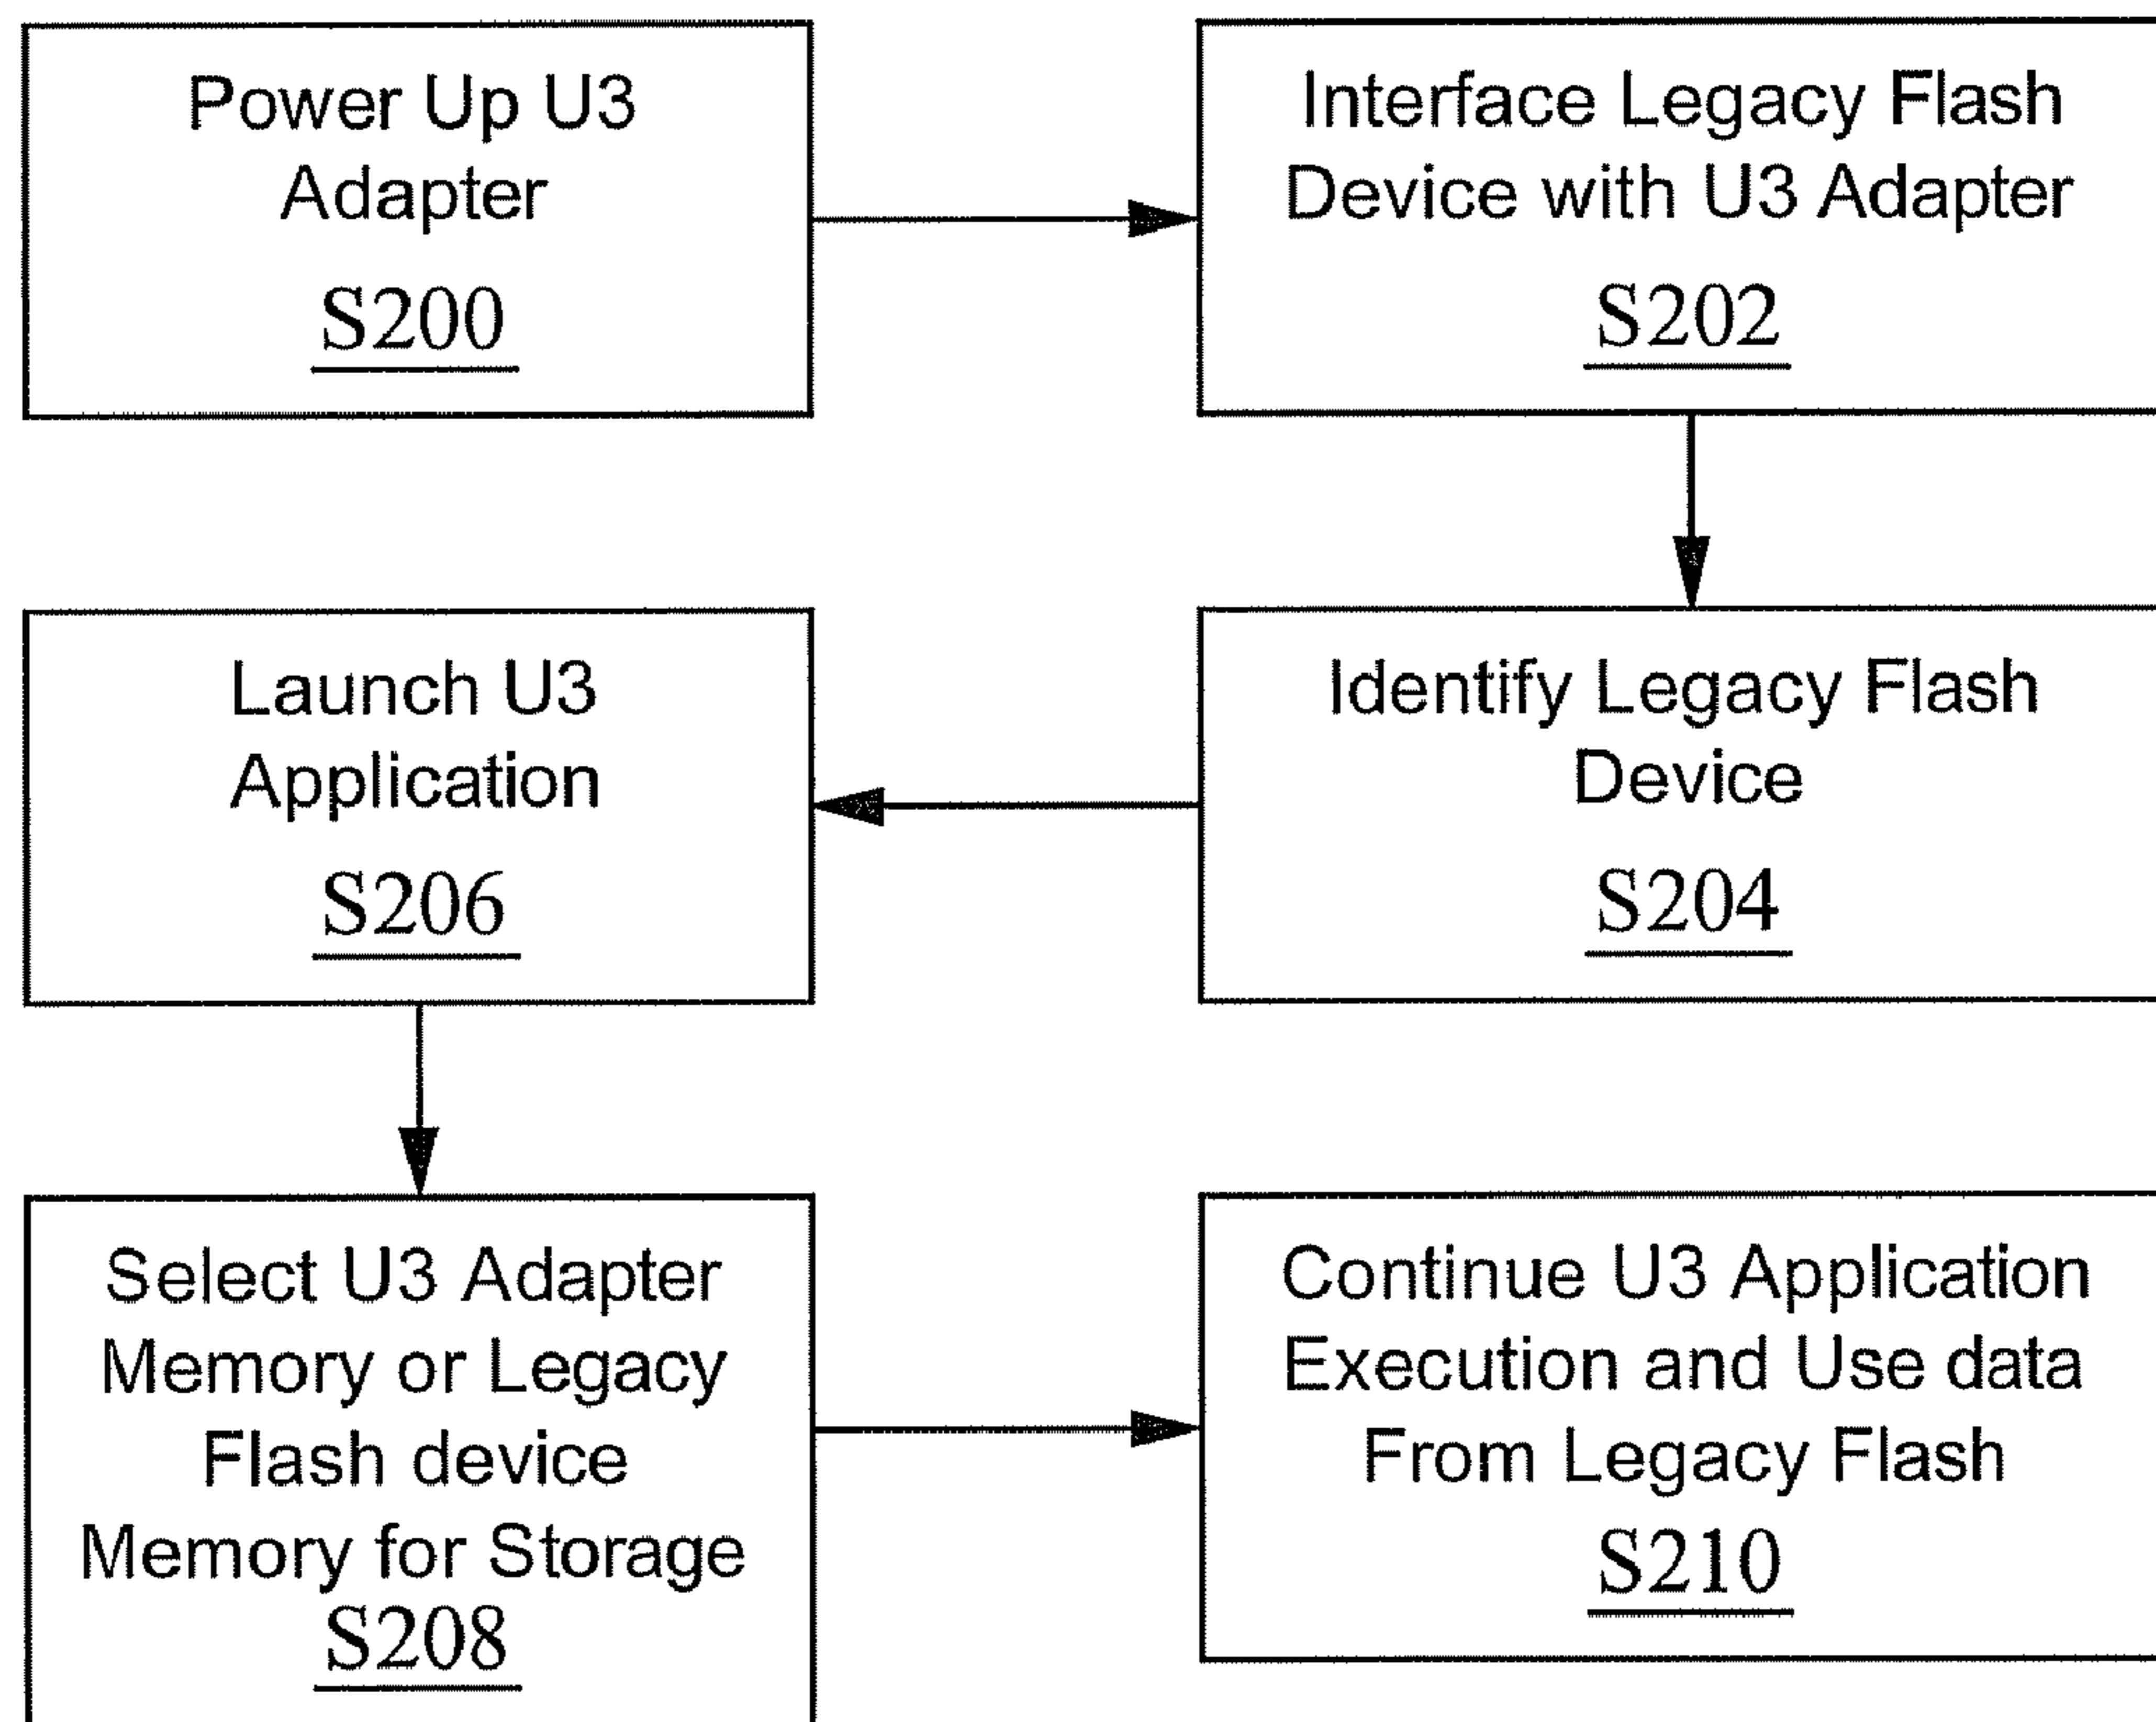 Power Up U3
Adapter
S200
Interface Legacy Flash
Device with U3 Adapter
S202
Launch U3
Application
S206
Identify Legacy Flash
Device
S204
Select U3 Adapter
Memory or Legacy
Flash device
Memory for Storage
S208
Continue U3 Application
Execution and Use data
From Legacy Flash
S210